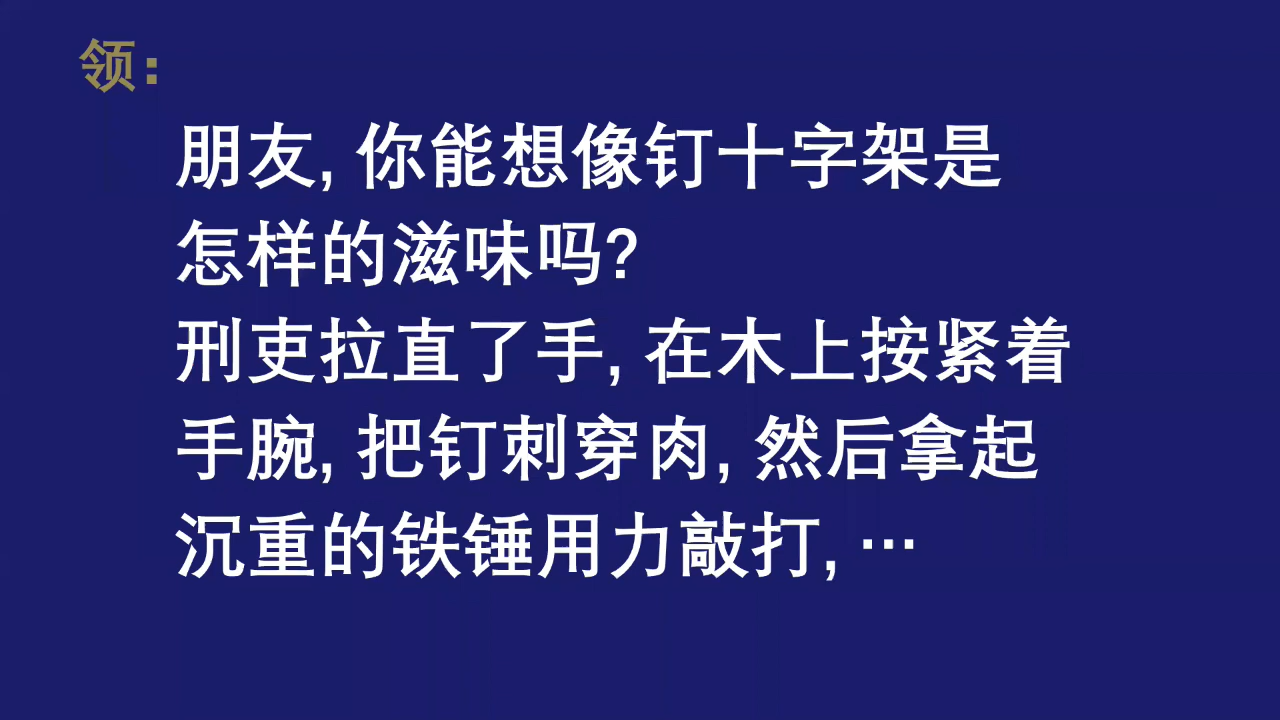 领:
朋友, 你能想像钉十字架是
怎样的滋味吗?
刑吏拉直了手, 在木上按紧着
手腕, 把钉刺穿肉, 然后拿起
沉重的铁锤用力敲打, …